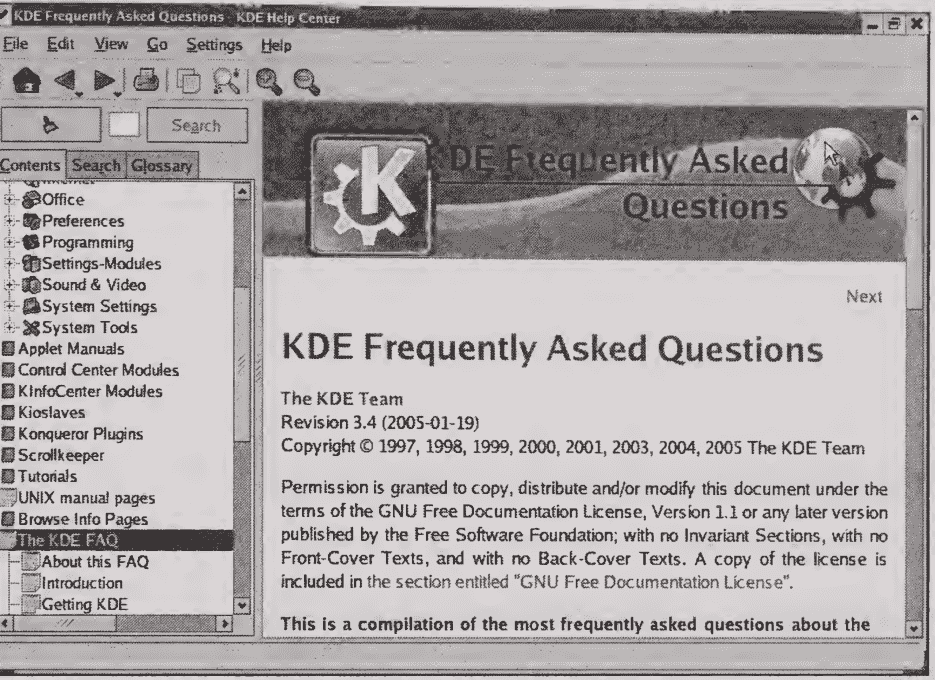 KDE Frequently Asked Questions - KDE Help Center
File Edit View Go Settings Help
Search
Contents Search Glossary
Office
Preferences
Programming
Settings-Modules
Sound & Video
System Settings
System Tools
Applet Manuals
Control Center Modules
KInfoCenter Modules
Kioslaves
Konqueror Plugins
Scrollkeeper
Tutorials
UNIX manual pages
Browse Info Pages
The KDE FAQ
About this FAQ
Introduction
Getting KDE
K
KDE Frequently Asked
Questions
Next
KDE Frequently Asked Questions
The KDE Team
Revision 3.4 (2005-01-19)
Copyright © 1997, 1998, 1999, 2000, 2001, 2003, 2004, 2005 The KDE Team
Permission is granted to copy, distribute and/or modify this document under the
terms of the GNU Free Documentation License, Version 1.1 or any later version
published by the Free Software Foundation; with no Invariant Sections, with no
Front-Cover Texts, and with no Back-Cover Texts. A copy of the license is
included in the section entitled "GNU Free Documentation License".
This is a compilation of the most frequently asked questions about the